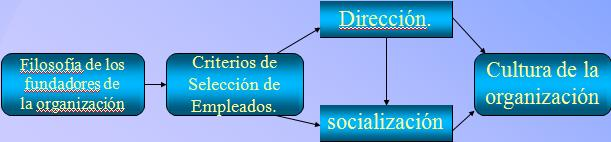 Filosofía de los
fundadores de
la organización
Criterios de
Selección de
Empleados.
Dirección.
socialización
Cultura de la
organización